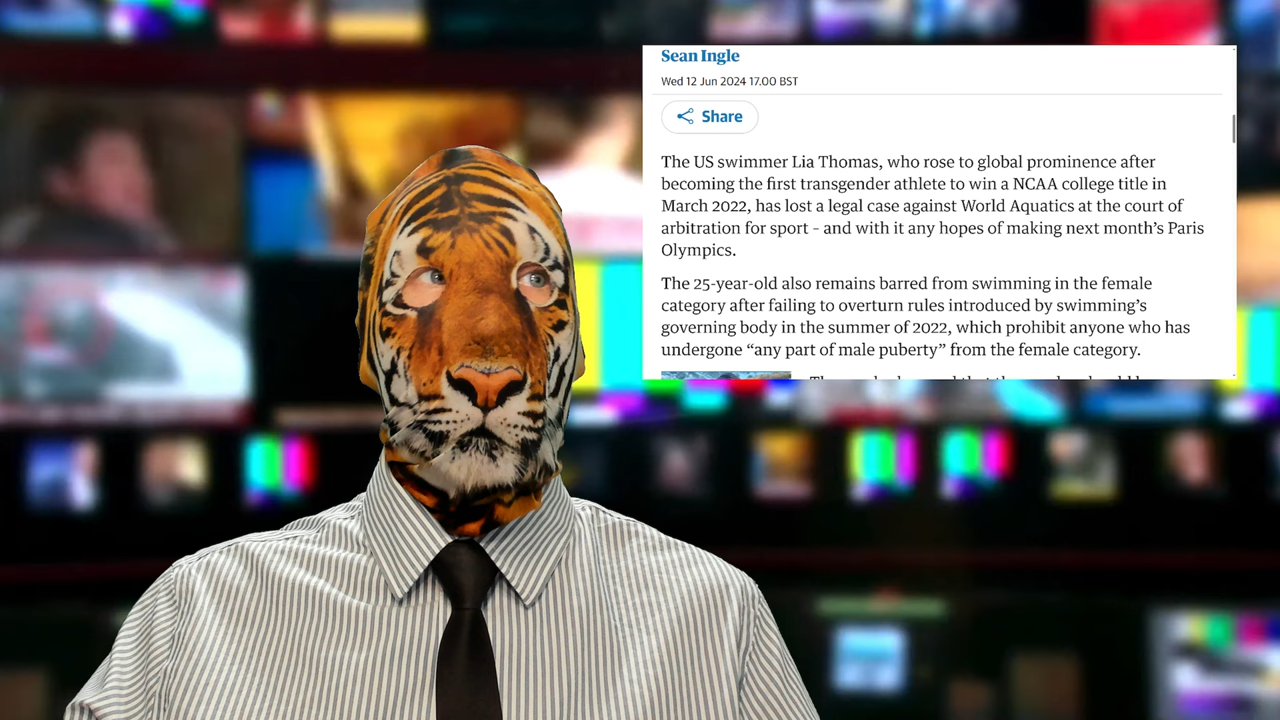 Sean Ingle
Wed 12 Jun 2024 17.00 BST
Share
The US swimmer Lia Thomas, who rose to global prominence after
becoming the first transgender athlete to win a NCAA college title in
March 2022, has lost a legal case against World Aquatics at the court of
arbitration for sport – and with it any hopes of making next month’s Paris
Olympics.
The 25-year-old also remains barred from swimming in the female
category after failing to overturn rules introduced by swimming’s
governing body in the summer of 2022, which prohibit anyone who has
undergone “any part of male puberty” from the female category.